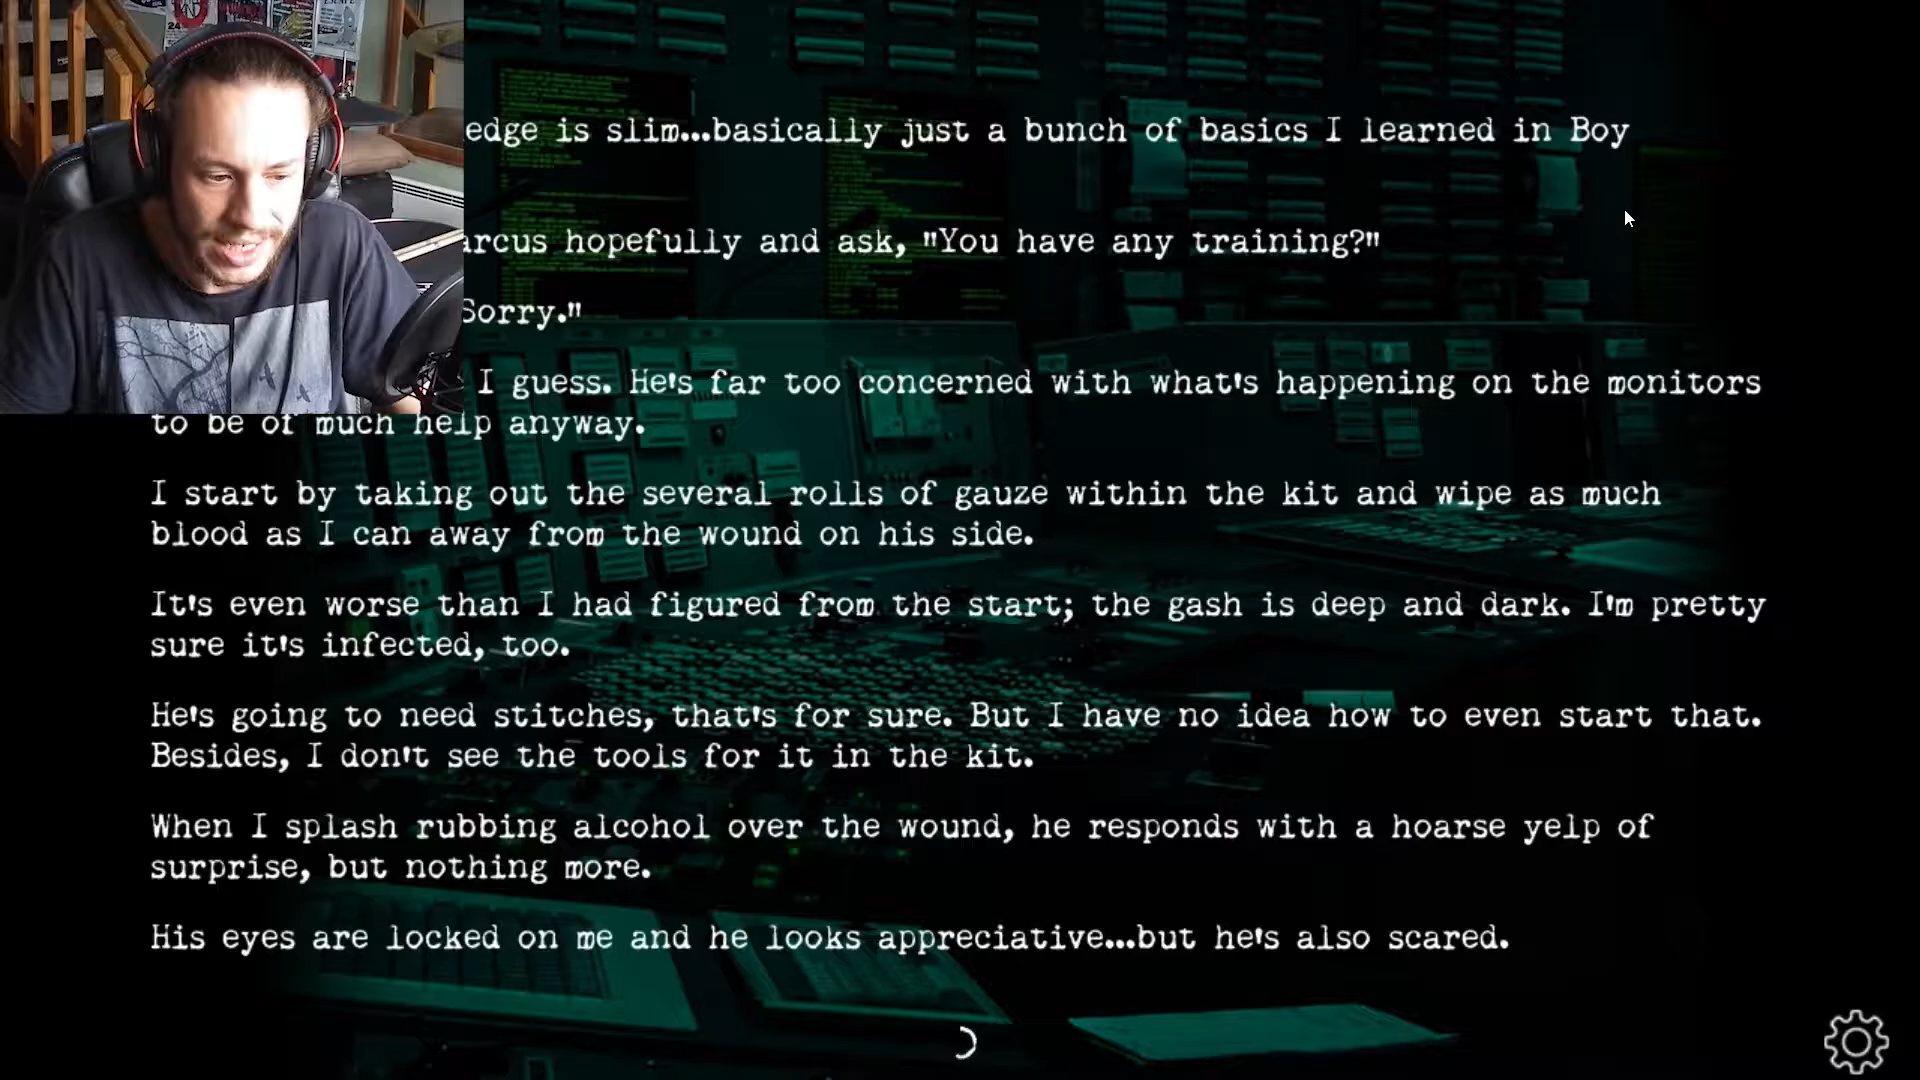 edge is slim...basically just a bunch of basics I learned in Boy
arcus hopefully and ask, "You have any training?"
Sorry."
I guess. He's far too concerned with what's happening on the monitors
to be of much help anyway.
I start by taking out the several rolls of gauze within the kit and wipe as much
blood as I can away from the wound on his side.
It's even worse than I had figured from the start; the gash is deep and dark. I'm pretty
sure it's infected, too.
He's going to need stitches, that's for sure. But I have no idea how to even start that.
Besides, I don't see the tools for it in the kit.
When I splash rubbing alcohol over the wound, he responds with a hoarse yelp of
surprise, but nothing more.
His eyes are locked on me and he looks appreciative...but he's also scared.